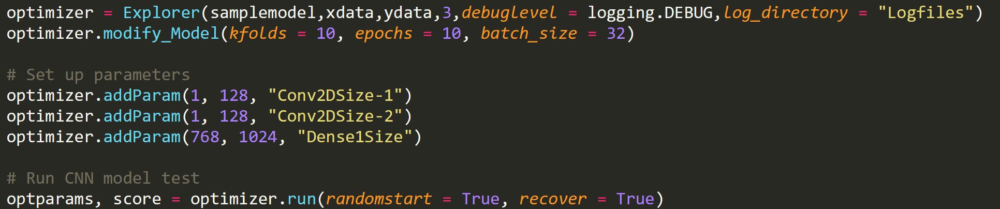 optimizer = Explorer(samplemodel,xdata,ydata,3,debuglevel = logging.DEBUG,log_directory = "Logfiles")
optimizer.modify_Model(kfolds = 10, epochs = 10, batch_size = 32)
# Set up parameters
optimizer.addParam(1, 128, "Conv2DSize-1")
optimizer.addParam(1, 128, "Conv2DSize-2")
optimizer.addParam(768, 1024, "Dense1Size")
# Run CNN model test
optparams, score = optimizer.run(randomstart = True, recover = True)